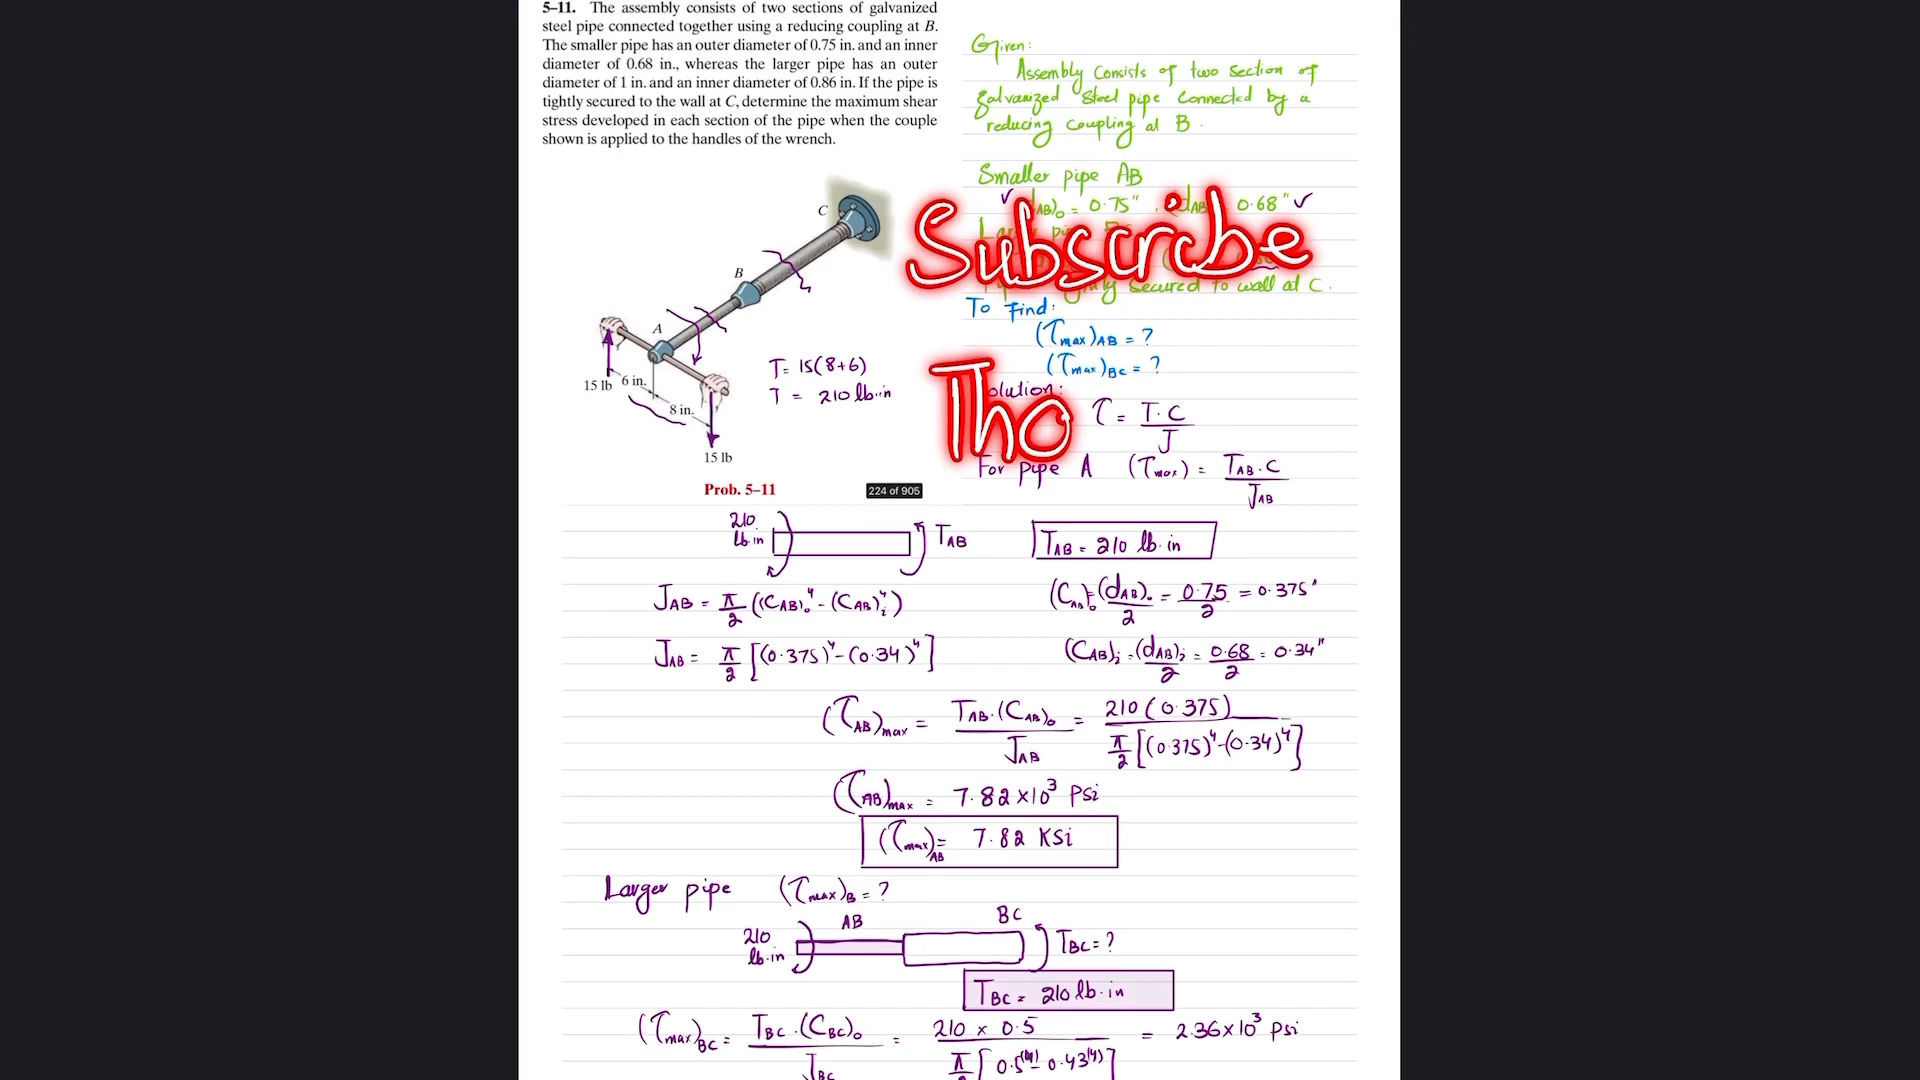 5–11. The assembly consists of two sections of galvanized
steel pipe connected together using a reducing coupling at B.
The smaller pipe has an outer diameter of 0.75 in. and an inner
diameter of 0.68 in., whereas the larger pipe has an outer
diameter of 1 in. and an inner diameter of 0.86 in. If the pipe is
tightly secured to the wall at C, determine the maximum shear
stress developed in each section of the pipe when the couple
shown is applied to the handles of the wrench.
C
B
A
15 lb
6 in.
8 in.
15 lb
T = 15(8+6)
T = 210 lb·in
Prob. 5–11
224 of 905
Given:
Assembly Consists of two section of
galvanized steel pipe connected by a
reducing coupling at B.
Smaller pipe AB
AB)o = 0.75" , dAB 0.68"
Subscribe
secured to wall at C.
To Find:
(τmax)AB = ?
(τmax)BC = ?
Tho
olution:
τ = T·C / J
For pipe A (τmax) = TAB·C / JAB
210 lb·in
TAB
TAB = 210 lb·in
JAB = π/2 ((CAB)o⁴ - (CAB)i⁴)
(CAB)o = (dAB)o / 2 = 0.75 / 2 = 0.375"
JAB = π/2 [(0.375)⁴ - (0.34)⁴]
(CAB)i = (dAB)i / 2 = 0.68 / 2 = 0.34"
(τAB)max = TAB·(CAB)o / JAB = 210(0.375) / π/2 [(0.375)⁴-(0.34)⁴]
(τAB)max = 7.82 ×10³ Psi
(τmax)AB = 7.82 KSi
Larger pipe (τmax)B = ?
AB
BC
210 lb·in
TBC = ?
TBC = 210 lb·in
(τmax)BC = TBC·(CBC)o / JBC = 210 × 0.5 / π/2 [0.5(4) - 0.43(4)] = 2.36×10³ Psi